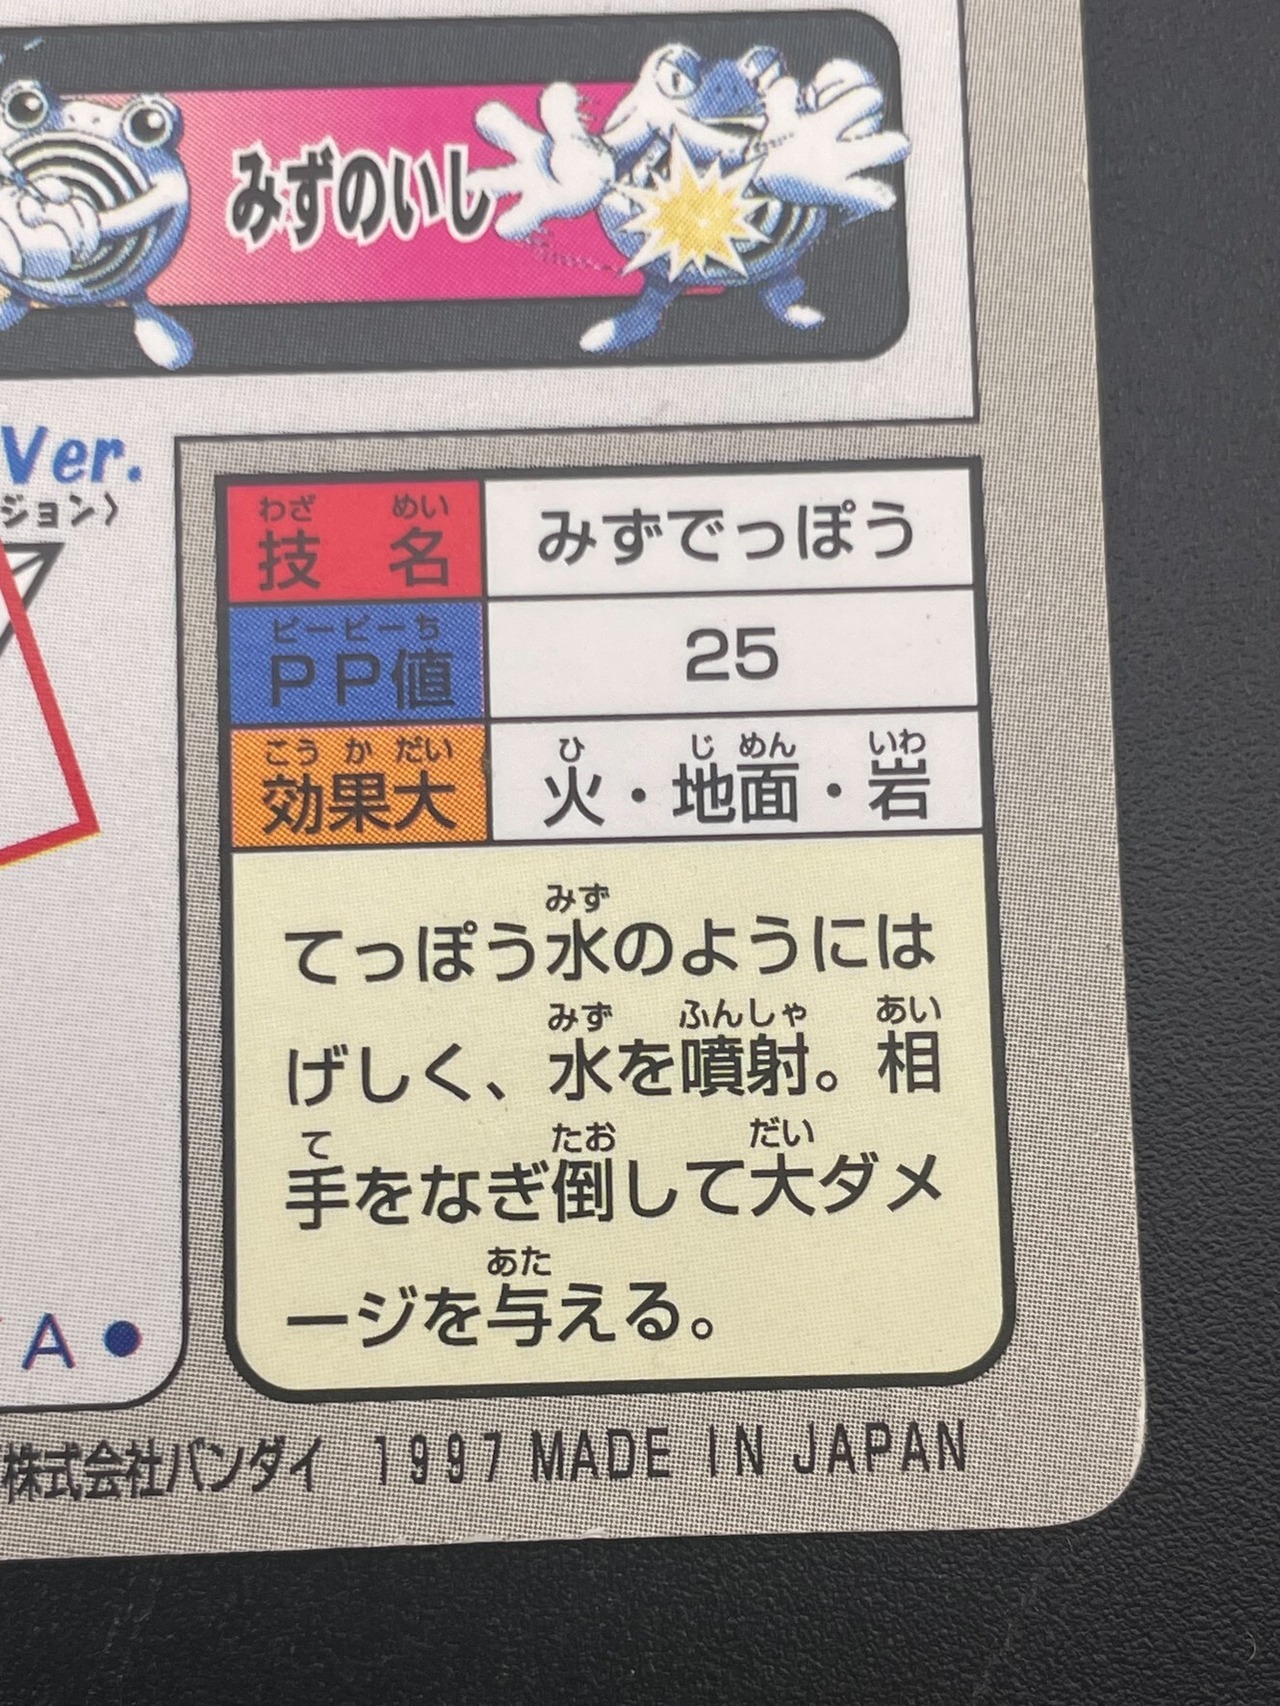 みずのいし
Ver.
ジョン〉
わざ めい
技 名
みずでっぽう
ピーピーち
PP値
25
こうかだい
効果大
ひ じめん いわ
火・地面・岩
みず
てっぽう水のようには
みず ふんしゃ あい
げしく、水を噴射。相
て たお だい
手をなぎ倒して大ダメ
あた
ージを与える。
A●
株式会社バンダイ 1997 MADE IN JAPAN